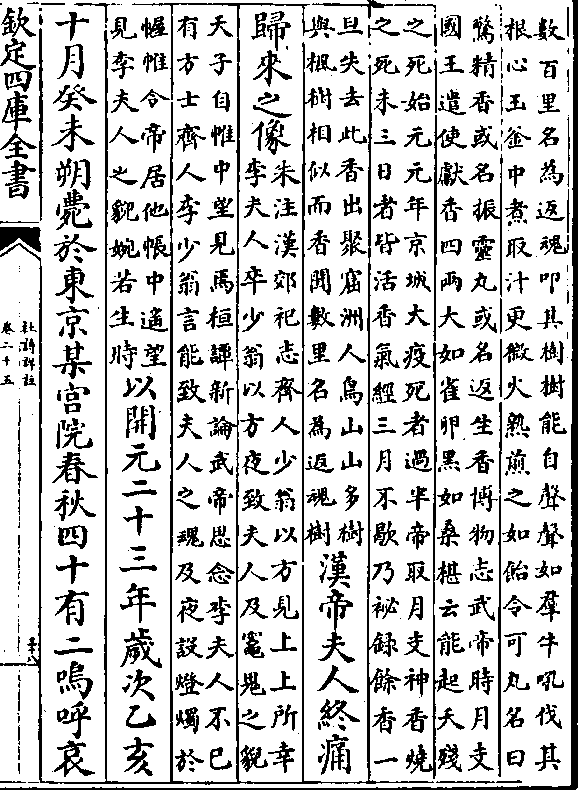 數百里名為返魂叩其樹樹能自聲聲如羣牛吼伐其
根心玉釜中煮取汁更微火熟煎之如飴令可丸名曰
驚精香或名振靈丸或名返生香博物志武帝時月支
國王遣使獻香四兩大如雀卵黑如桑椹云能起夭殘
之死始元元年京城大疫死者過半帝取月支神香燒
之死未三日者皆活香氣經三月不歇乃祕録餘香一
旦失去此香出聚窟洲人鳥山山多樹
與楓樹相似而香聞數里名為返魂樹
漢帝夫人終痛
歸來之像
朱注漢郊祀志齊人少翁以方見上上所幸
李夫人卒少翁以方夜致夫人及竈鬼之貌
天子自帷中望見焉桓譚新論武帝思念李夫人不已
有方士齊人李少翁言能致夫人之魂及夜設燈燭於
幄帷令帝居他帳中遙望
見李夫人之貌婉若生時
以開元二十三年歲次乙亥
十月癸未朔薨於東京某宫院春秋四十有二嗚呼哀
欽定四庫全書
杜詩詳註
卷二十五